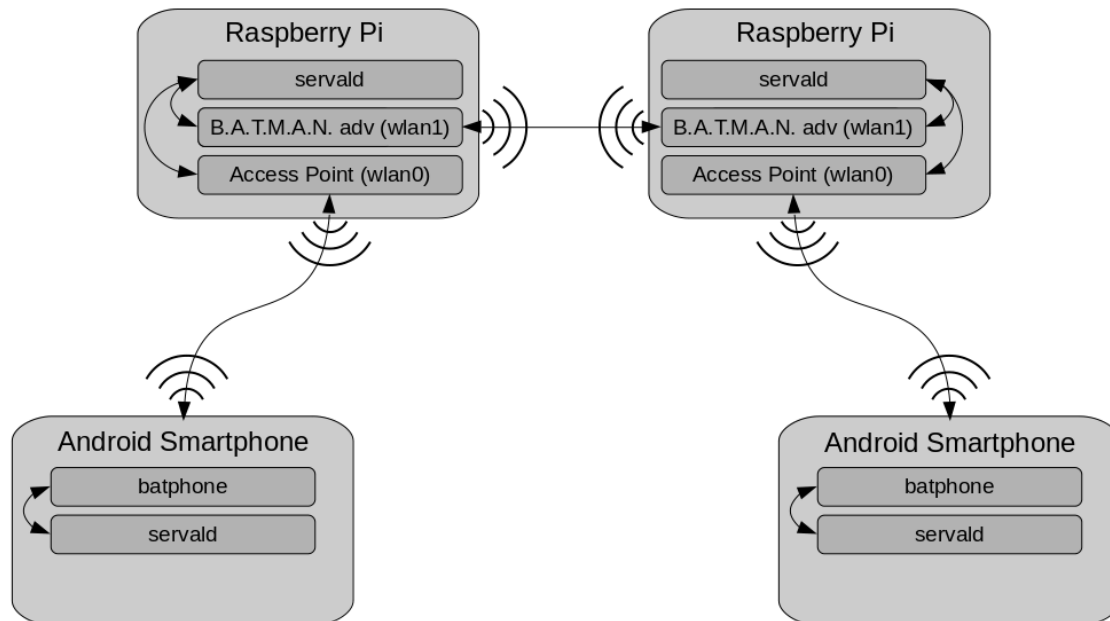 Raspberry Pi
servald
B.A.T.M.A.N. adv (wlan1)
Access Point (wlan0)
Raspberry Pi
servald
B.A.T.M.A.N. adv (wlan1)
Access Point (wlan0)
Android Smartphone
batphone
servald
Android Smartphone
batphone
servald